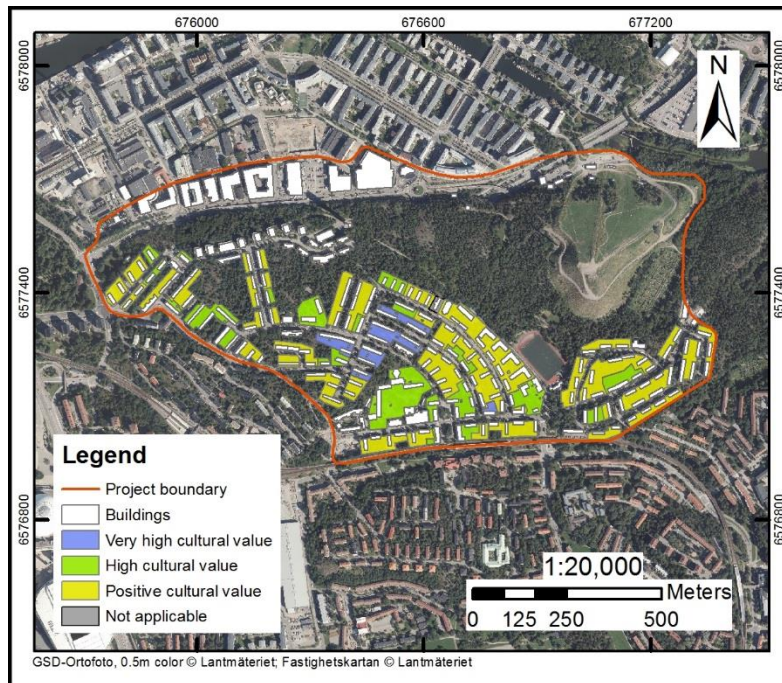 676000 676600 677200
6578000 6578000
N
6577400 6577400
6576800 6576800
Legend
Project boundary
Buildings
Very high cultural value
High cultural value
Positive cultural value
Not applicable
1:20,000
Meters
0 125 250 500
GSD-Ortofoto, 0.5m color © Lantmäteriet; Fastighetskartan © Lantmäteriet